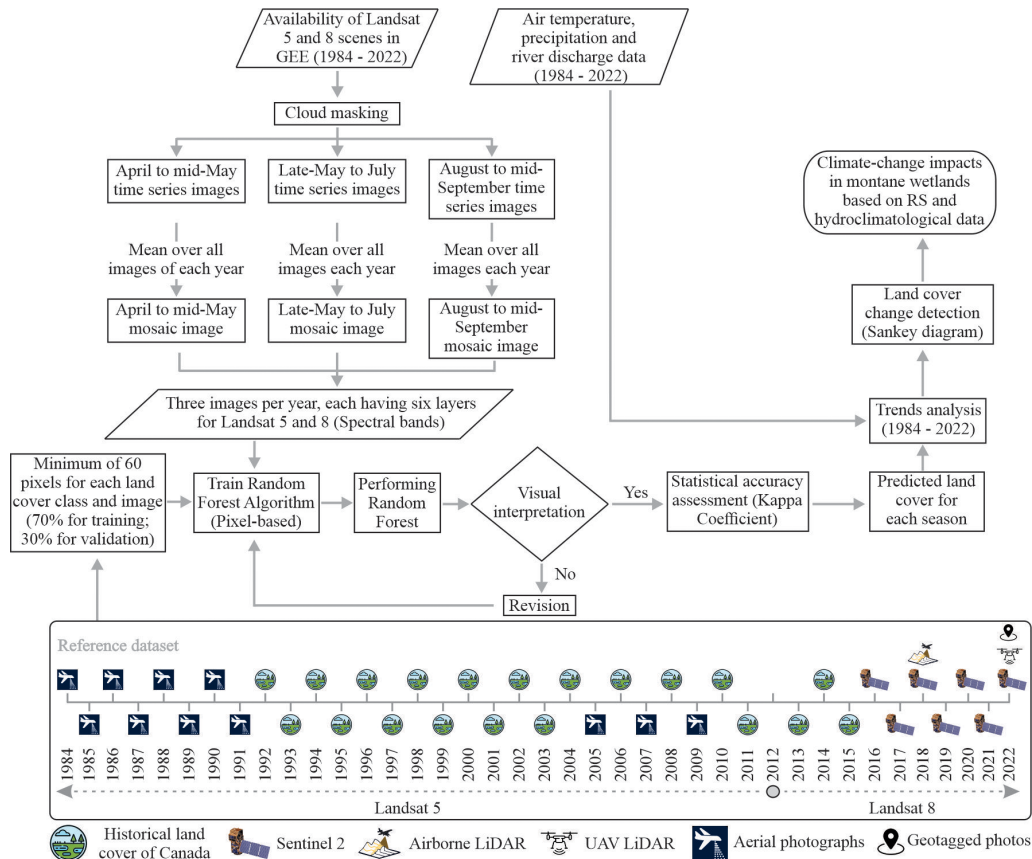 Availability of Landsat
5 and 8 scenes in
GEE (1984 - 2022)
Air temperature,
precipitation and
river discharge data
(1984 - 2022)
Cloud masking
April to mid-May
time series images
Late-May to July
time series images
August to mid-
September time
series images
Mean over all
images of each year
Mean over all
images each year
Mean over all
images each year
April to mid-May
mosaic image
Late-May to July
mosaic image
August to mid-
September
mosaic image
Climate-change impacts
in montane wetlands
based on RS and
hydroclimatological data
Land cover
change detection
(Sankey diagram)
Trends analysis
(1984 - 2022)
Three images per year, each having six layers
for Landsat 5 and 8 (Spectral bands)
Minimum of 60
pixels for each land
cover class and image
(70% for training;
30% for validation)
Train Random
Forest Algorithm
(Pixel-based)
Performing
Random
Forest
Visual
interpretation
Yes
Statistical accuracy
assessment (Kappa
Coefficient)
Predicted land
cover for
each season
No
Revision
Reference dataset
1984
1985
1986
1987
1988
1989
1990
1991
1992
1993
1994
1995
1996
1997
1998
1999
2000
2001
2002
2003
2004
2005
2006
2007
2008
2009
2010
2011
2012
2013
2014
2015
2016
2017
2018
2019
2020
2021
2022
Landsat 5
Landsat 8
Historical land
cover of Canada
Sentinel 2
Airborne LiDAR
UAV LiDAR
Aerial photographs
Geotagged photos